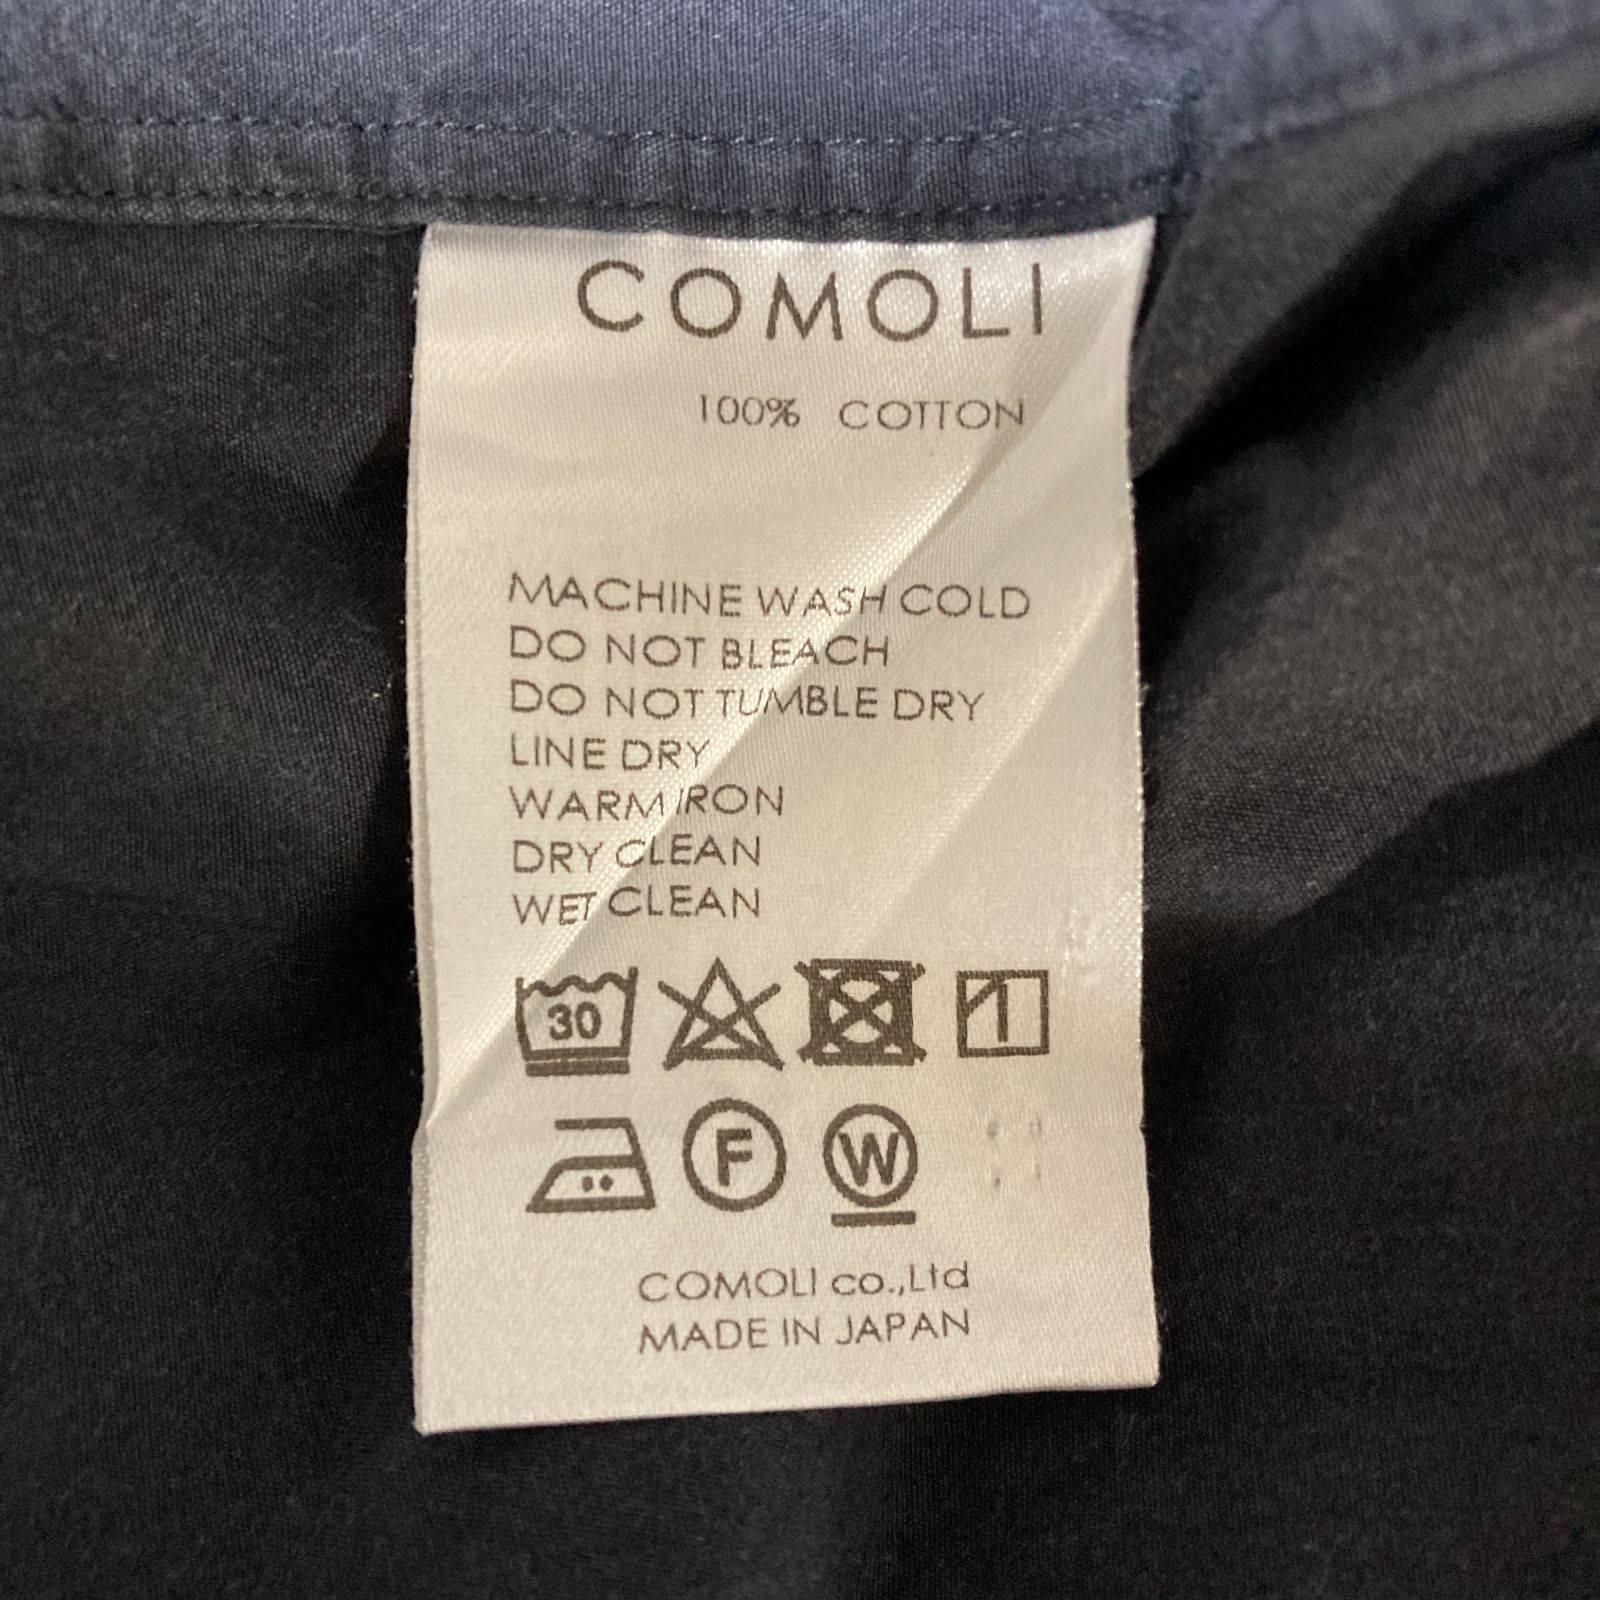 COMOLI
100% COTTON
MACHINE WASH COLD
DO NOT BLEACH
DO NOT TUMBLE DRY
LINE DRY
WARM IRON
DRY CLEAN
WET CLEAN
30
F W
COMOLI co.,Ltd
MADE IN JAPAN